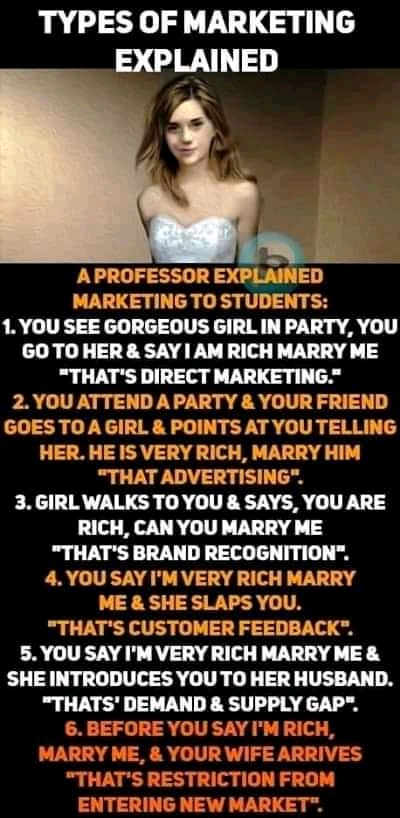 TYPES OF MARKETING
EXPLAINED
A PROFESSOR EXPLAINED
MARKETING TO STUDENTS:
1. YOU SEE GORGEOUS GIRL IN PARTY, YOU
GO TO HER & SAY I AM RICH MARRY ME
"THAT'S DIRECT MARKETING."
2. YOU ATTEND A PARTY & YOUR FRIEND
GOES TO A GIRL & POINTS AT YOU TELLING
HER. HE IS VERY RICH, MARRY HIM
"THAT ADVERTISING".
3. GIRL WALKS TO YOU & SAYS, YOU ARE
RICH, CAN YOU MARRY ME
"THAT'S BRAND RECOGNITION".
4. YOU SAY I'M VERY RICH MARRY
ME & SHE SLAPS YOU.
"THAT'S CUSTOMER FEEDBACK".
5. YOU SAY I'M VERY RICH MARRY ME &
SHE INTRODUCES YOU TO HER HUSBAND.
"THATS' DEMAND & SUPPLY GAP".
6. BEFORE YOU SAY I'M RICH,
MARRY ME, & YOUR WIFE ARRIVES
"THAT'S RESTRICTION FROM
ENTERING NEW MARKET".